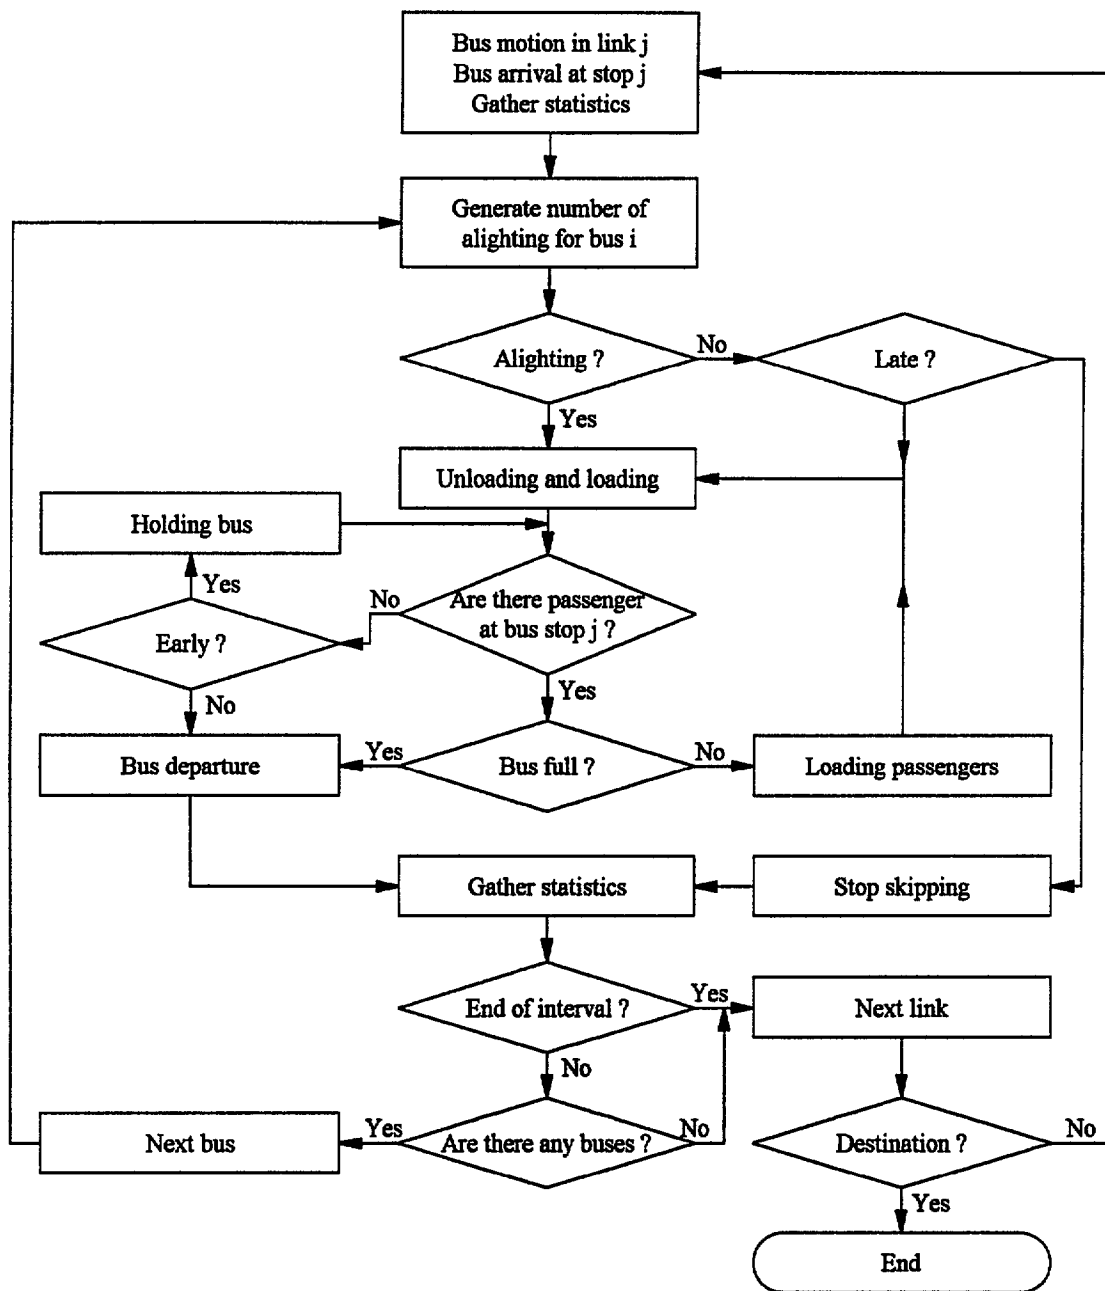 Bus motion in link j
Bus arrival at stop j
Gather statistics
Generate number of
alighting for bus i
Alighting ?
No
Late ?
Yes
Unloading and loading
Holding bus
Yes
No
Are there passenger
at bus stop j ?
Early ?
No
Yes
Bus departure
Yes
Bus full ?
No
Loading passengers
Gather statistics
Stop skipping
End of interval ?
Yes
Next link
No
Next bus
Yes
Are there any buses ?
No
Destination ?
No
Yes
End